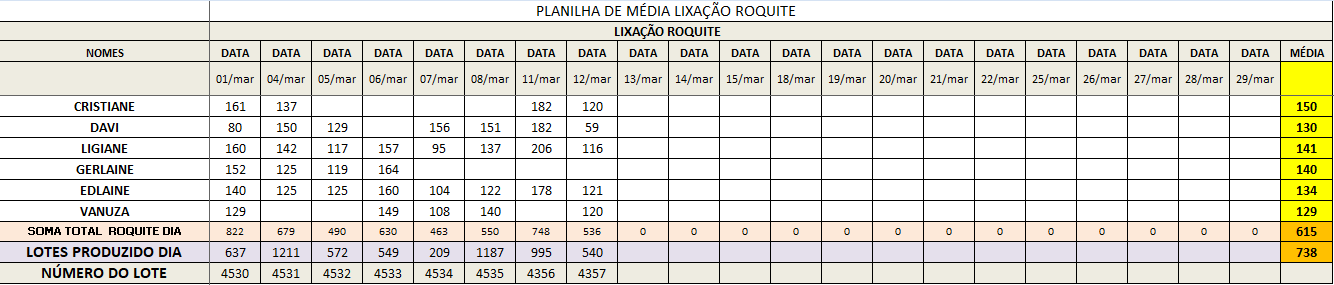 PLANILHA DE MÉDIA LIXAÇÃO ROQUITE
LIXAÇÃO ROQUITE
NOMES DATA DATA DATA DATA DATA DATA DATA DATA DATA DATA DATA DATA DATA DATA DATA DATA DATA DATA DATA DATA DATA MÉDIA
01/mar 04/mar 05/mar 06/mar 07/mar 08/mar 11/mar 12/mar 13/mar 14/mar 15/mar 18/mar 19/mar 20/mar 21/mar 22/mar 25/mar 26/mar 27/mar 28/mar 29/mar
CRISTIANE 161 137 182 120 150
DAVI 80 150 129 156 151 182 59 130
LIGIANE 160 142 117 157 95 137 206 116 141
GERLAINE 152 125 119 164 140
EDLAINE 140 125 125 160 104 122 178 121 134
VANUZA 129 149 108 140 120 129
SOMA TOTAL ROQUITE DIA 822 679 490 630 463 550 748 536 0 0 0 0 0 0 0 0 0 0 0 0 0 615
LOTES PRODUZIDO DIA 637 1211 572 549 209 1187 995 540 738
NÚMERO DO LOTE 4530 4531 4532 4533 4534 4535 4356 4357